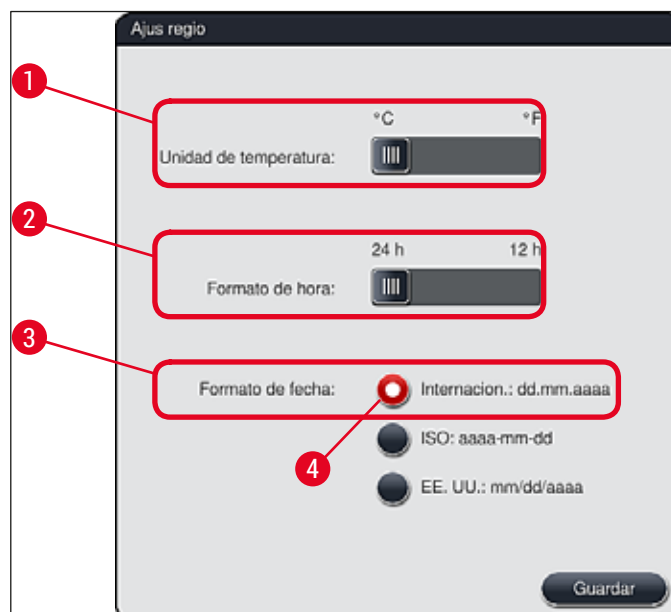 Ajus regio
1
°C °F
Unidad de temperatura:
2
24 h 12 h
Formato de hora:
3
Formato de fecha: Internacion.: dd.mm.aaaa
4
ISO: aaaa-mm-dd
EE. UU.: mm/dd/aaaa
Guardar